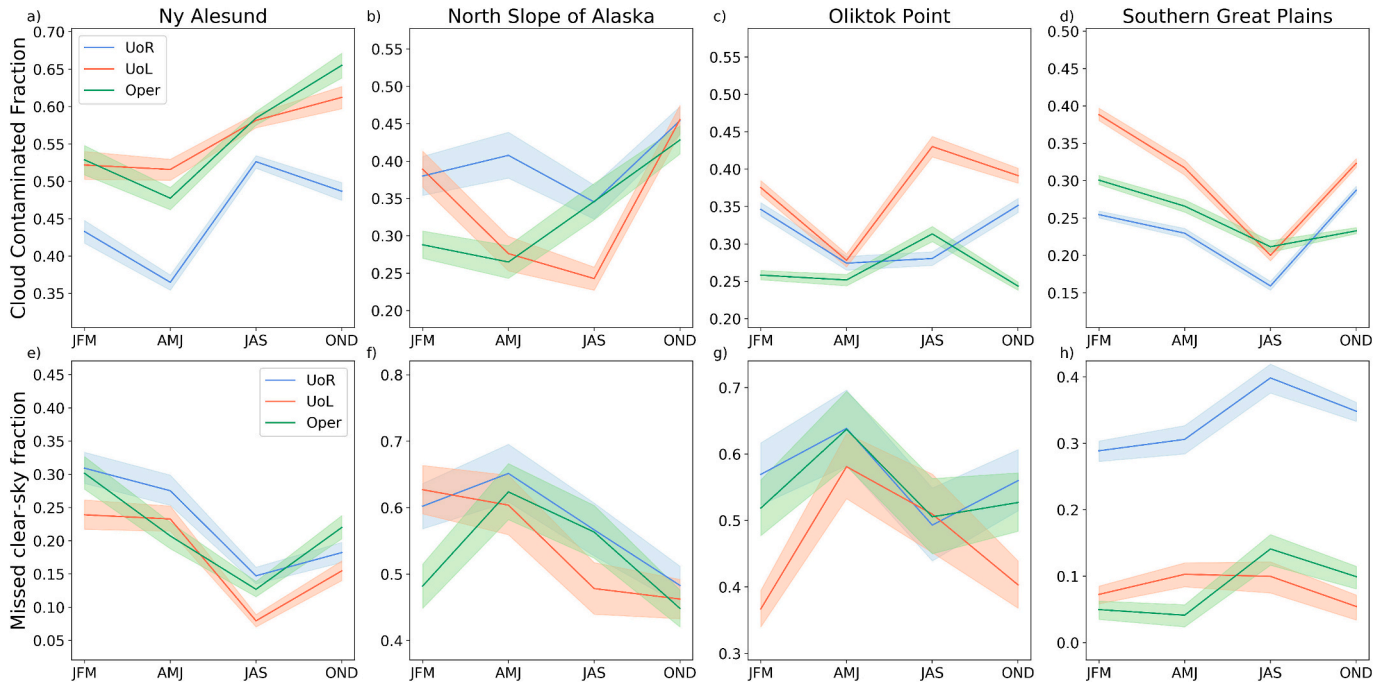 a) Ny Alesund
b) North Slope of Alaska
c) Oliktok Point
d) Southern Great Plains
Cloud Contaminated Fraction
0.70
0.65
0.60
0.55
0.50
0.45
0.40
0.35
UoR
UoL
Oper
JFM AMJ JAS OND
0.55
0.50
0.45
0.40
0.35
0.30
0.25
0.20
JFM AMJ JAS OND
0.55
0.50
0.45
0.40
0.35
0.30
0.25
0.20
JFM AMJ JAS OND
0.50
0.45
0.40
0.35
0.30
0.25
0.20
0.15
JFM AMJ JAS OND
e)
Missed clear-sky fraction
0.45
0.40
0.35
0.30
0.25
0.20
0.15
0.10
0.05
UoR
UoL
Oper
JFM AMJ JAS OND
f)
0.8
0.7
0.6
0.5
0.4
JFM AMJ JAS OND
g)
0.7
0.6
0.5
0.4
0.3
JFM AMJ JAS OND
h)
0.4
0.3
0.2
0.1
0.0
JFM AMJ JAS OND